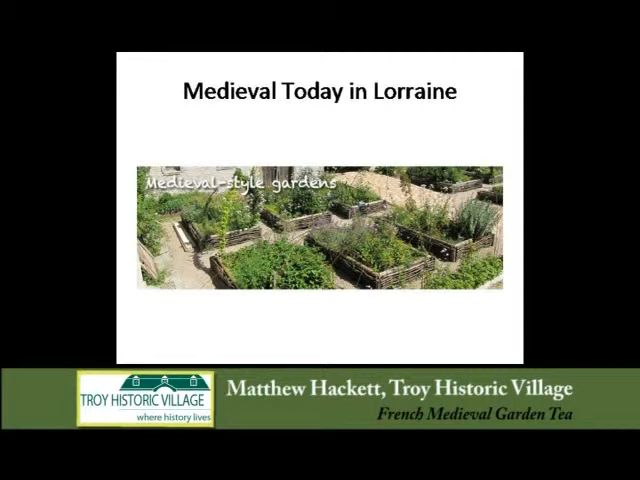 Medieval Today in Lorraine
Medieval-style gardens
TROY HISTORIC VILLAGE
where history lives
Matthew Hackett, Troy Historic Village
French Medieval Garden Tea